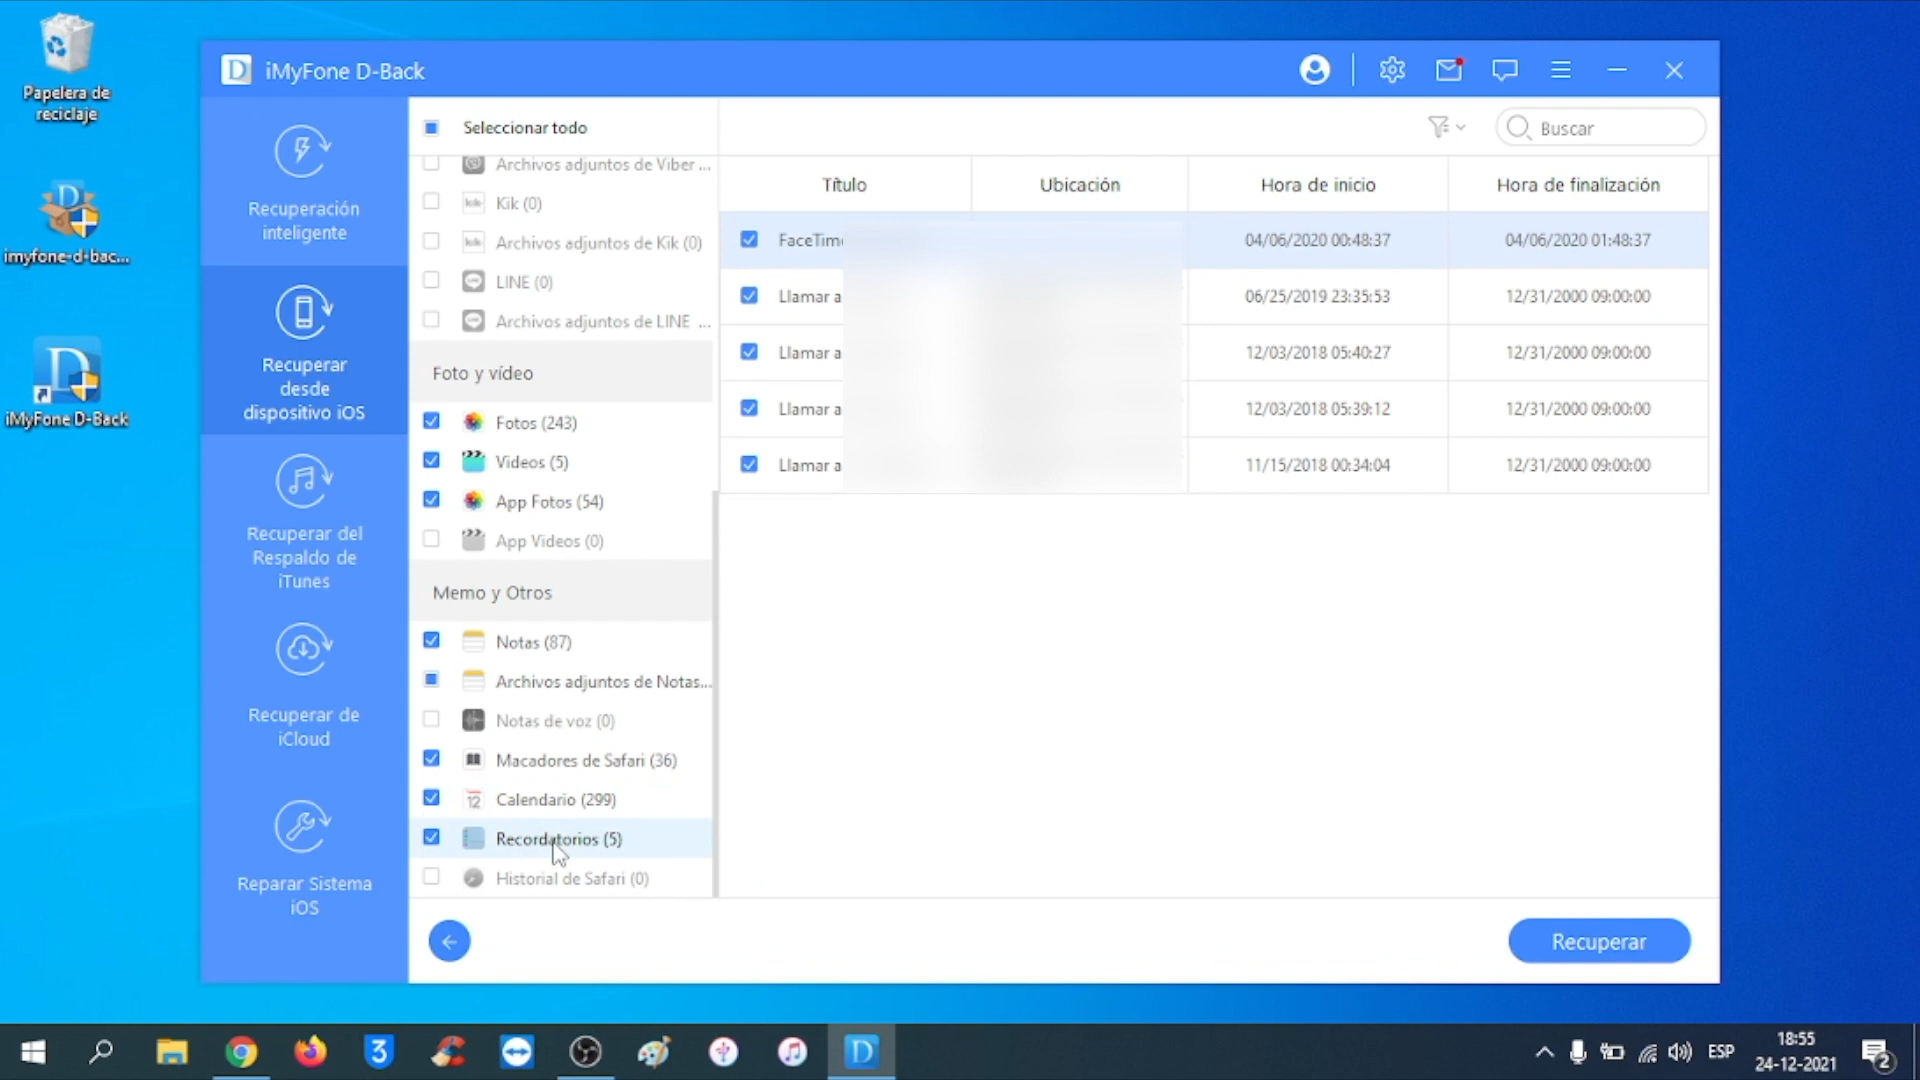 Papelera de
reciclaje
imyfone-d-bac...
iMyFone D-Back
iMyFone D-Back
Recuperación
inteligente
Recuperar
desde
dispositivo iOS
Recuperar del
Respaldo de
iTunes
Recuperar de
iCloud
Reparar Sistema
iOS
Seleccionar todo
Archivos adjuntos de Viber ...
Kik (0)
Archivos adjuntos de Kik (0)
LINE (0)
Archivos adjuntos de LINE ...
Foto y vídeo
Fotos (243)
Videos (5)
App Fotos (54)
App Videos (0)
Memo y Otros
Notas (87)
Archivos adjuntos de Notas...
Notas de voz (0)
Macadores de Safari (36)
Calendario (299)
Recordatorios (5)
Historial de Safari (0)
Buscar
Título Ubicación Hora de inicio Hora de finalización
FaceTime 04/06/2020 00:48:37 04/06/2020 01:48:37
Llamar a 06/25/2019 23:35:53 12/31/2000 09:00:00
Llamar a 12/03/2018 05:40:27 12/31/2000 09:00:00
Llamar a 12/03/2018 05:39:12 12/31/2000 09:00:00
Llamar a 11/15/2018 00:34:04 12/31/2000 09:00:00
Recuperar
ESP
18:55
24-12-2021
2